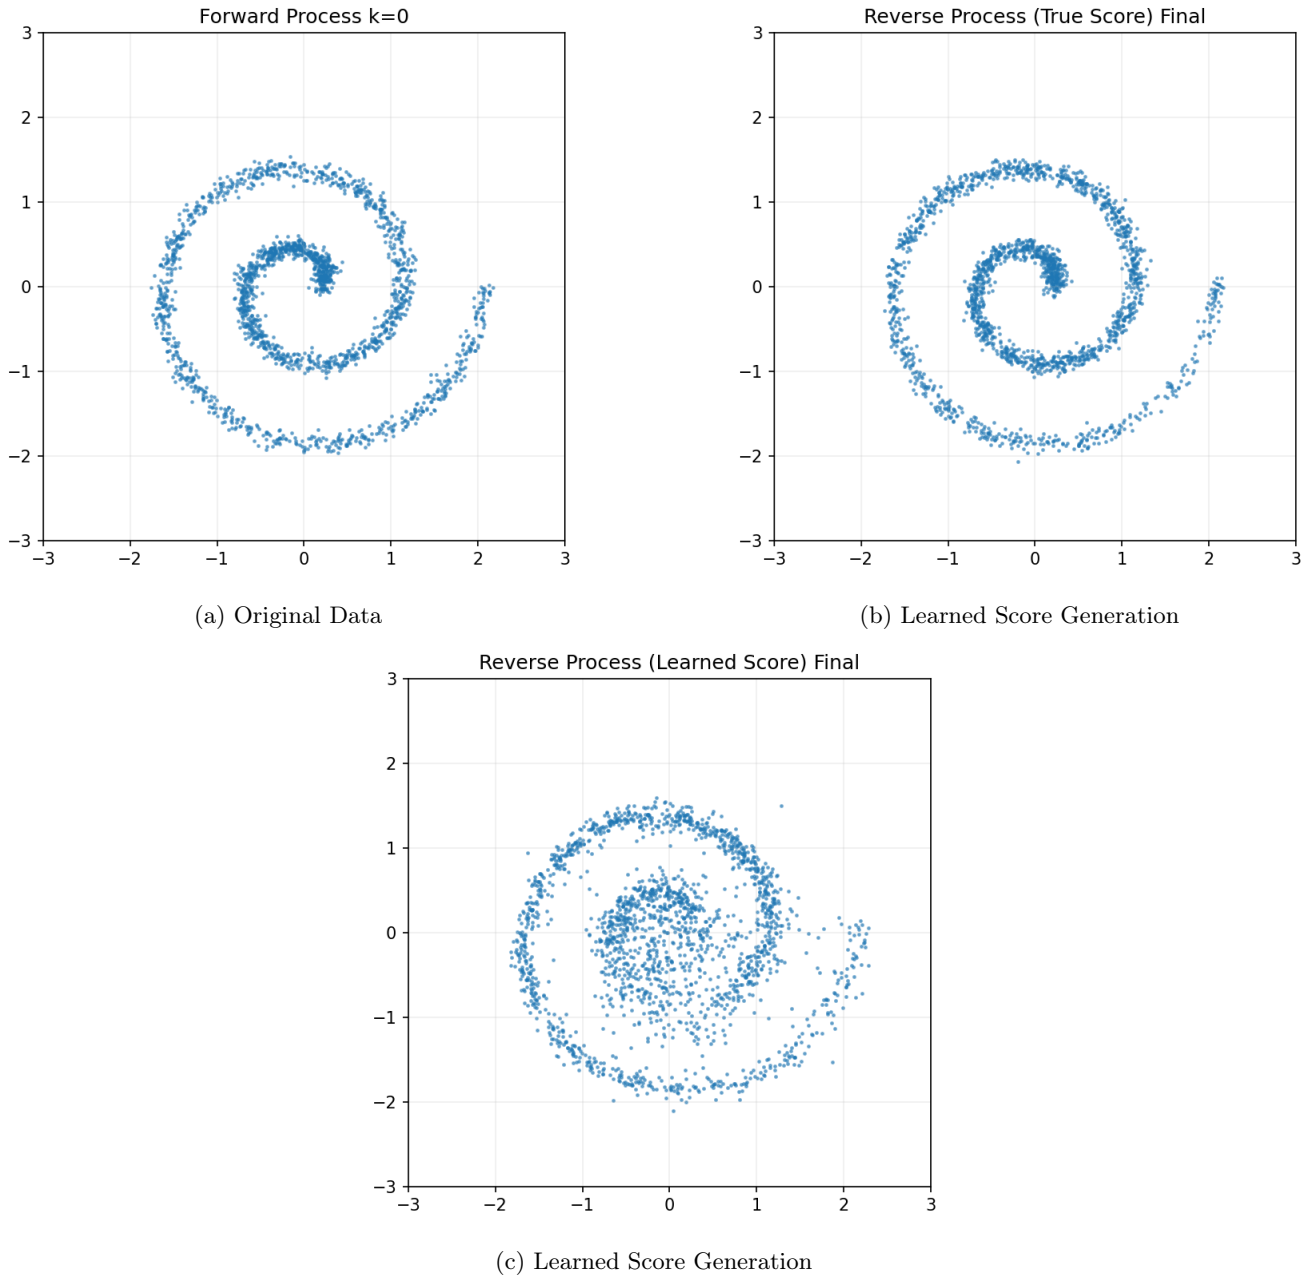 Forward Process k=0
3
2
1
0
−1
−2
−3
−3 −2 −1 0 1 2 3
(a) Original Data
Reverse Process (True Score) Final
3
2
1
0
−1
−2
−3
−3 −2 −1 0 1 2 3
(b) Learned Score Generation
Reverse Process (Learned Score) Final
3
2
1
0
−1
−2
−3
−3 −2 −1 0 1 2 3
(c) Learned Score Generation